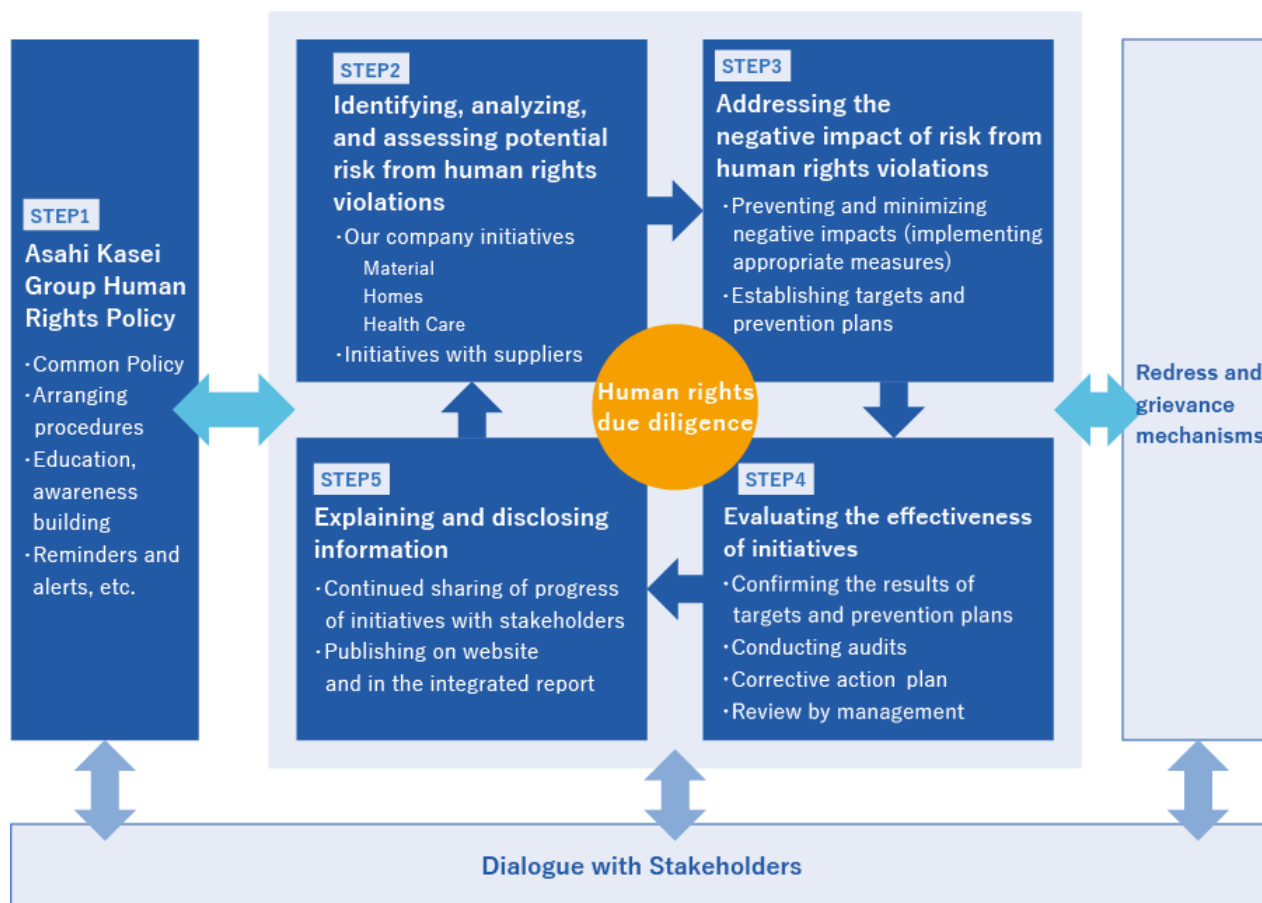 STEP1
Asahi Kasei
Group Human
Rights Policy
・Common Policy
・Arranging
procedures
・Education,
awareness
building
・Reminders and
alerts, etc.
STEP2
Identifying, analyzing,
and assessing potential
risk from human rights
violations
・Our company initiatives
Material
Homes
Health Care
・Initiatives with suppliers
STEP3
Addressing the
negative impact of risk from
human rights violations
・Preventing and minimizing
negative impacts (implementing
appropriate measures)
・Establishing targets and
prevention plans
Human rights
due diligence
STEP5
Explaining and disclosing
information
・Continued sharing of progress
of initiatives with stakeholders
・Publishing on website
and in the integrated report
STEP4
Evaluating the effectiveness
of initiatives
・Confirming the results of
targets and prevention plans
・Conducting audits
・Corrective action plan
・Review by management
Redress and
grievance
mechanisms
Dialogue with Stakeholders